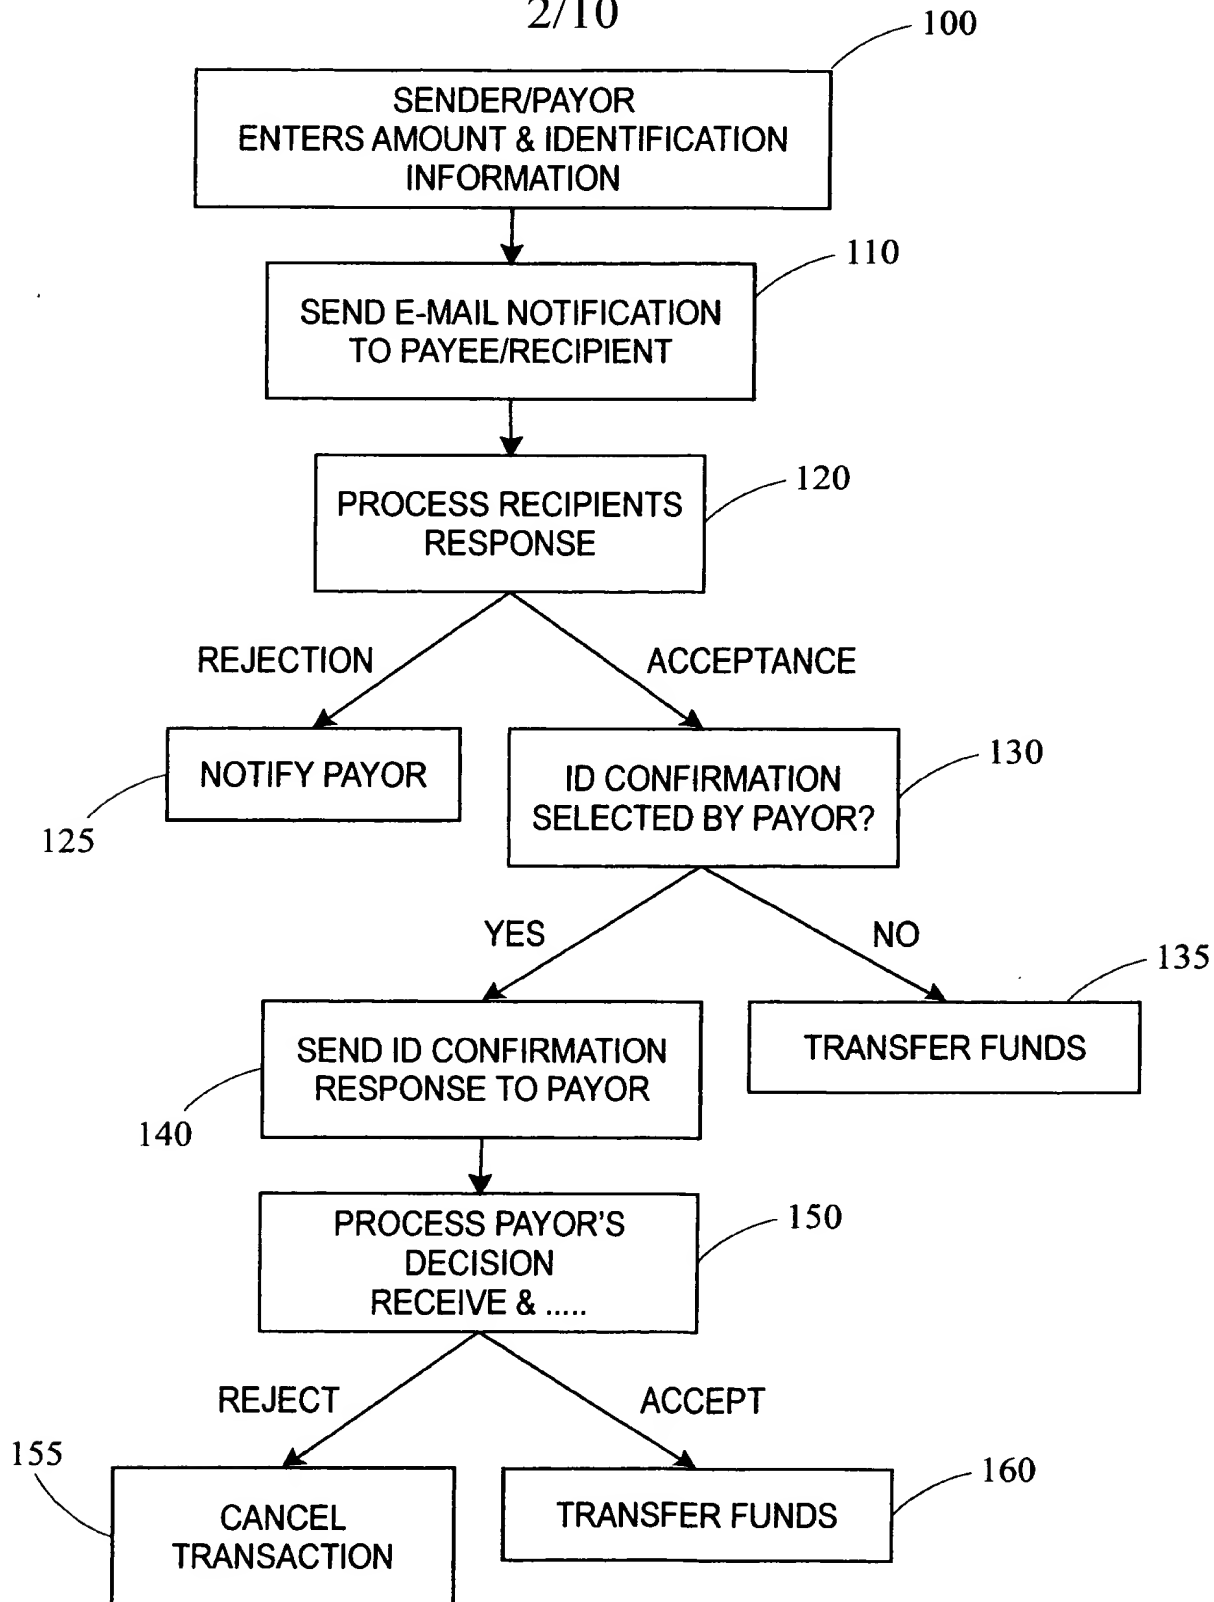 2/10
100
SENDER/PAYOR
ENTERS AMOUNT & IDENTIFICATION
INFORMATION
110
SEND E-MAIL NOTIFICATION
TO PAYEE/RECIPIENT
120
PROCESS RECIPIENTS
RESPONSE
REJECTION
ACCEPTANCE
NOTIFY PAYOR
125
130
ID CONFIRMATION
SELECTED BY PAYOR?
YES
NO
135
SEND ID CONFIRMATION
RESPONSE TO PAYOR
140
TRANSFER FUNDS
PROCESS PAYOR'S
DECISION
RECEIVE & .....
150
REJECT
ACCEPT
155
CANCEL
TRANSACTION
TRANSFER FUNDS
160